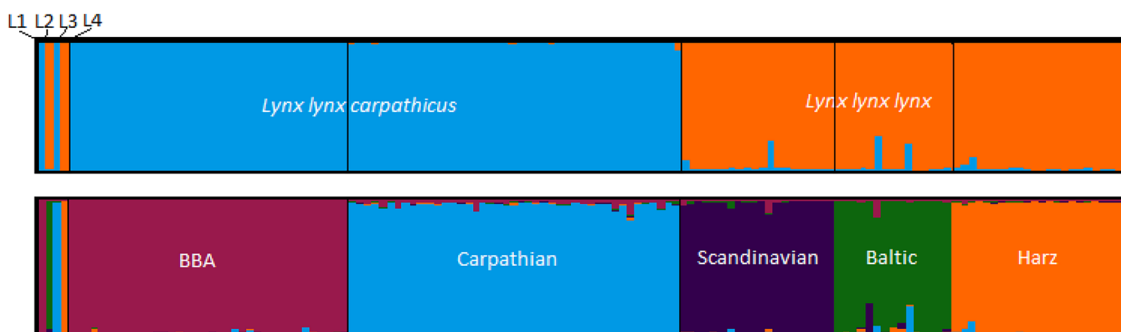 L1 L2 L3 L4
Lynx lynx carpathicus Lynx lynx lynx
BBA Carpathian Scandinavian Baltic Harz